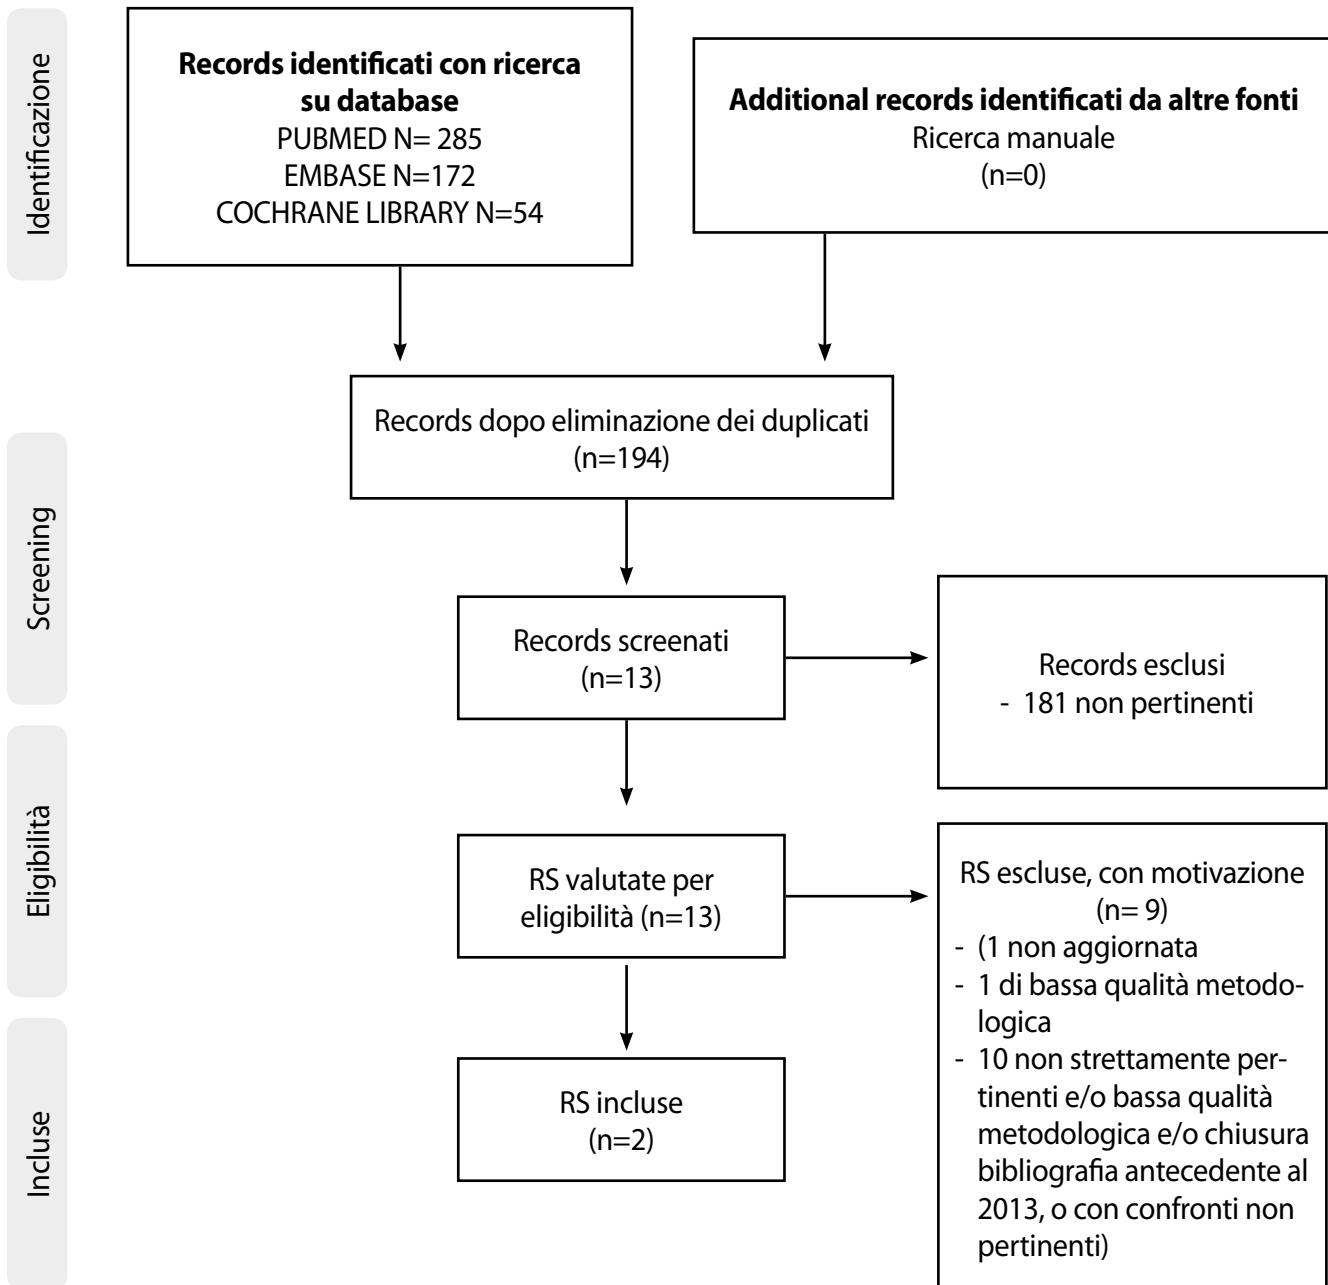 Identificazione
Records identificati con ricerca
su database
PUBMED N= 285
EMBASE N=172
COCHRANE LIBRARY N=54
Additional records identificati da altre fonti
Ricerca manuale
(n=0)
Screening
Records dopo eliminazione dei duplicati
(n=194)
Records screenati
(n=13)
Records esclusi
- 181 non pertinenti
Eligibilità
RS valutate per
eligibilità (n=13)
RS escluse, con motivazione
(n= 9)
- (1 non aggiornata
- 1 di bassa qualità metodo-
logica
- 10 non strettamente per-
tinenti e/o bassa qualità
metodologica e/o chiusura
bibliografia antecedente al
2013, o con confronti non
pertinenti)
Incluse
RS incluse
(n=2)